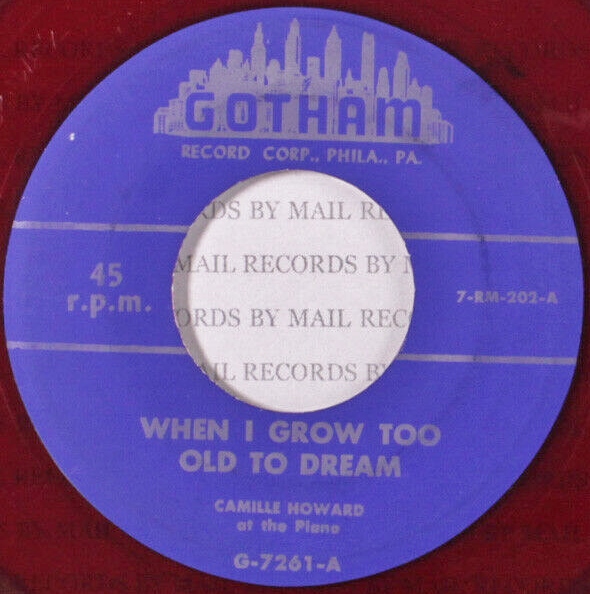 GOTHAM
RECORD CORP., PHILA., PA.
RDS BY MAIL RE
MAIL RECORDS BY
ORDS BY MAIL REC
IL RECORDS B
45
r.p.m.
7-RM-202-A
WHEN I GROW TOO
OLD TO DREAM
CAMILLE HOWARD
at the Piano
G-7261-A